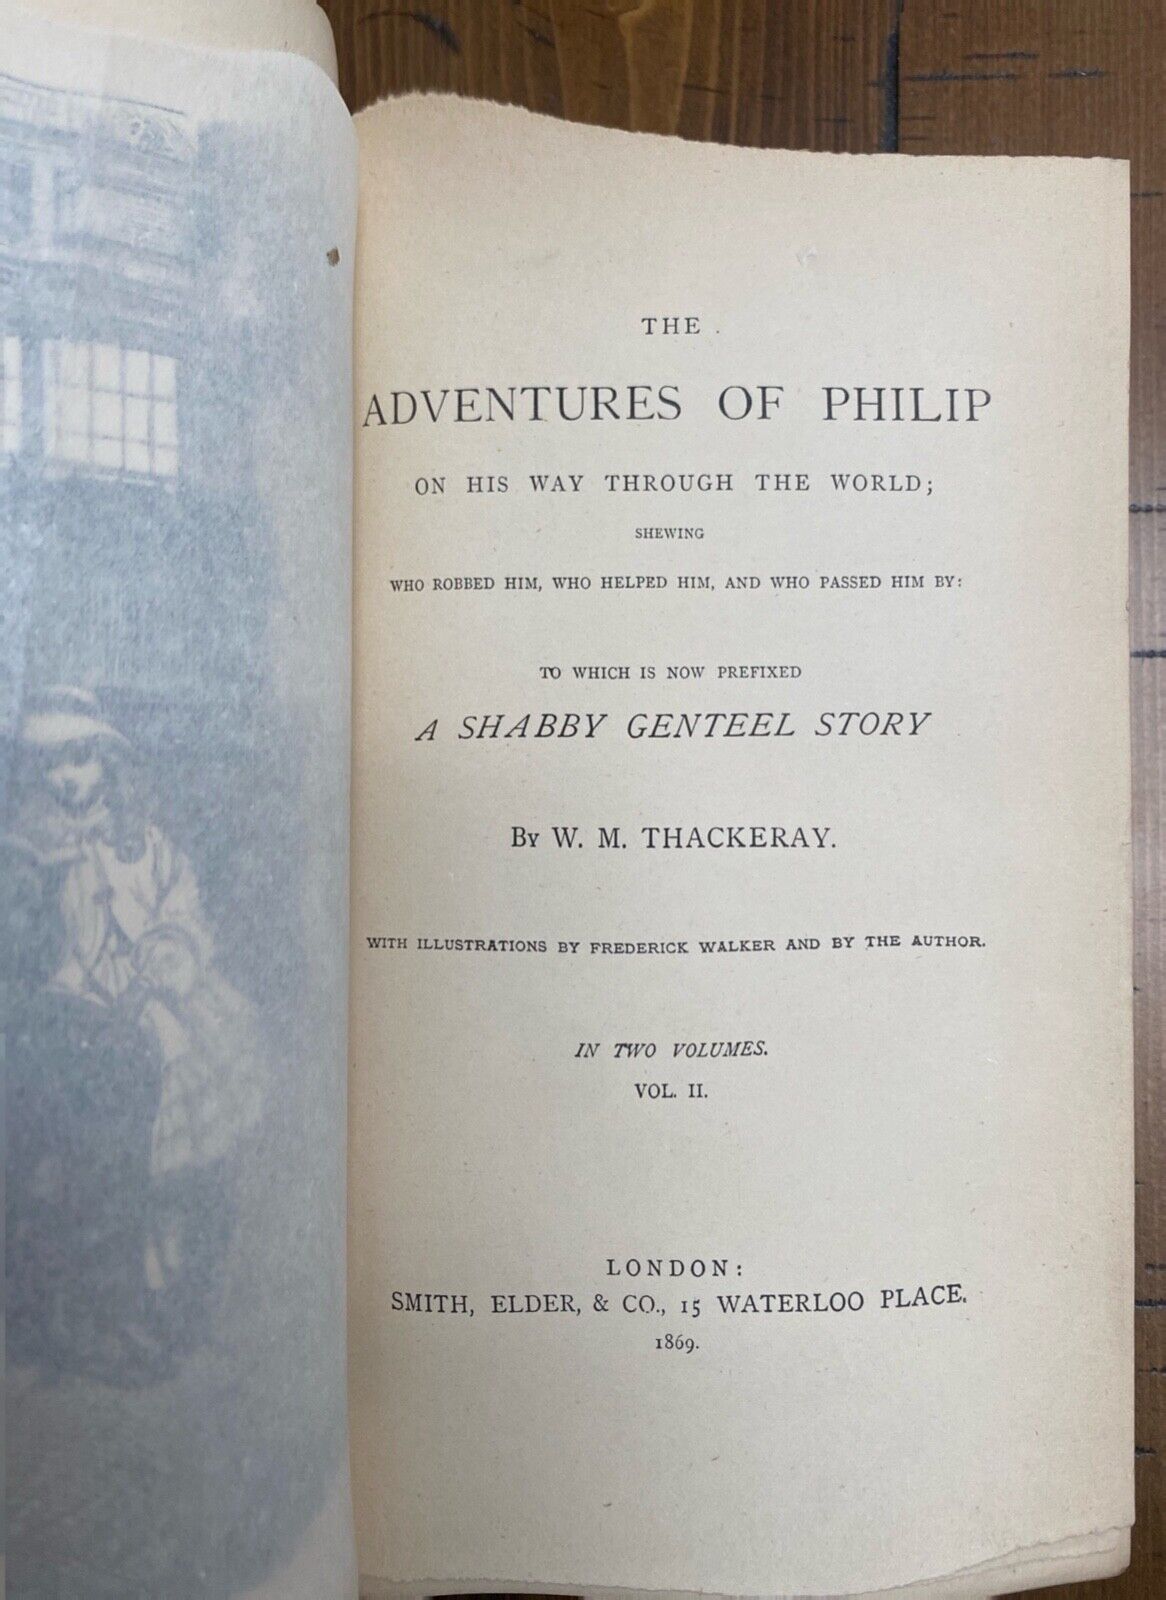 THE
ADVENTURES OF PHILIP
ON HIS WAY THROUGH THE WORLD;
SHEWING
WHO ROBBED HIM, WHO HELPED HIM, AND WHO PASSED HIM BY:
TO WHICH IS NOW PREFIXED
A SHABBY GENTEEL STORY
By W. M. THACKERAY.
WITH ILLUSTRATIONS BY FREDERICK WALKER AND BY THE AUTHOR.
IN TWO VOLUMES.
VOL. II.
LONDON:
SMITH, ELDER, & CO., 15 WATERLOO PLACE.
1869.